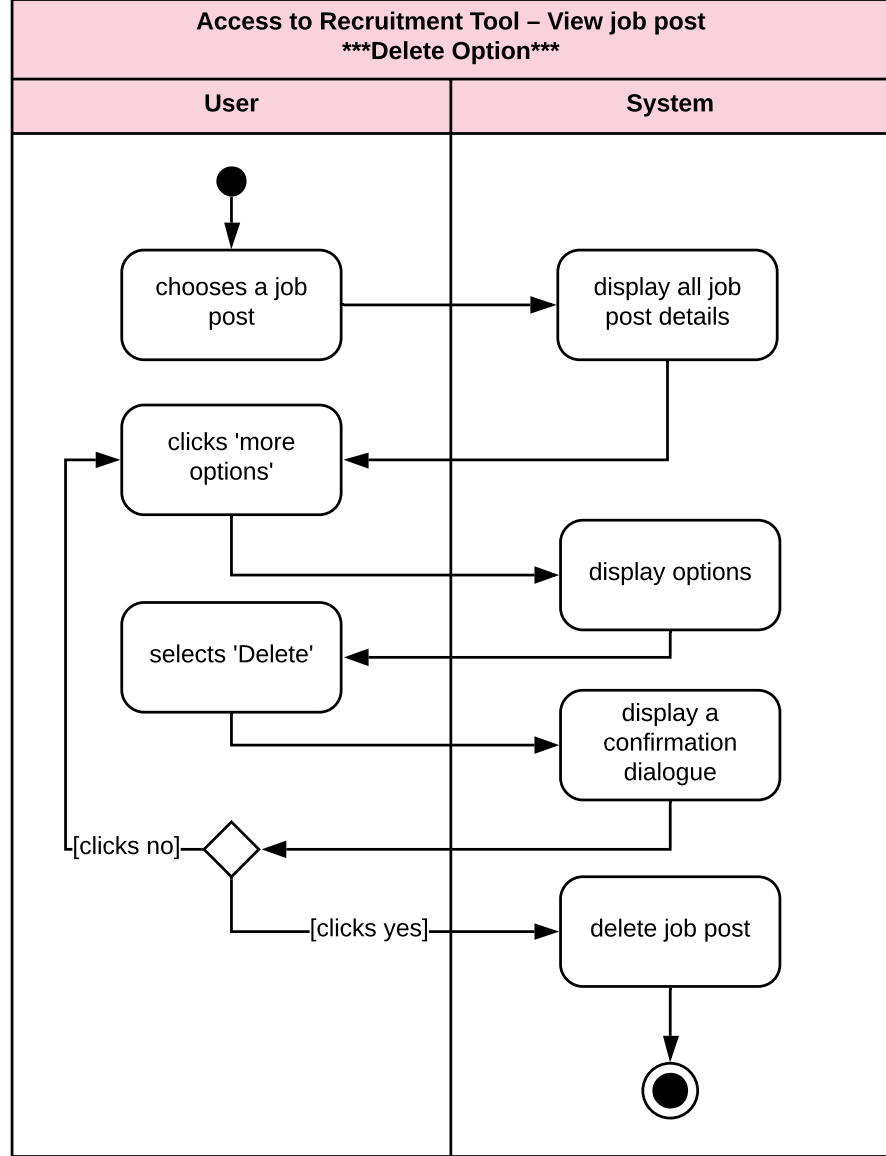 Access to Recruitment Tool – View job post
***Delete Option***
User
System
chooses a job
post
display all job
post details
clicks 'more
options'
display options
selects 'Delete'
display a
confirmation
dialogue
[clicks no]
[clicks yes]
delete job post